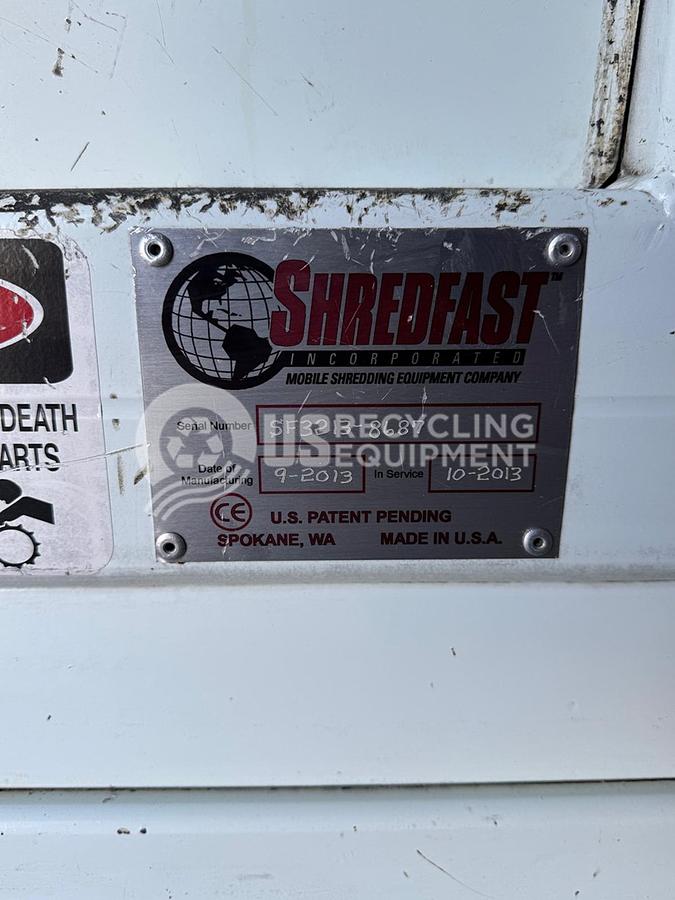 SHREDFAST™
INCORPORATED
MOBILE SHREDDING EQUIPMENT COMPANY
Serial Number
US RECYCLING
EQUIPMENT
Date of
Manufacturing 9-2013 In Service 10-2013
CE U.S. PATENT PENDING
SPOKANE, WA MADE IN U.S.A.
DEATH
ARTS